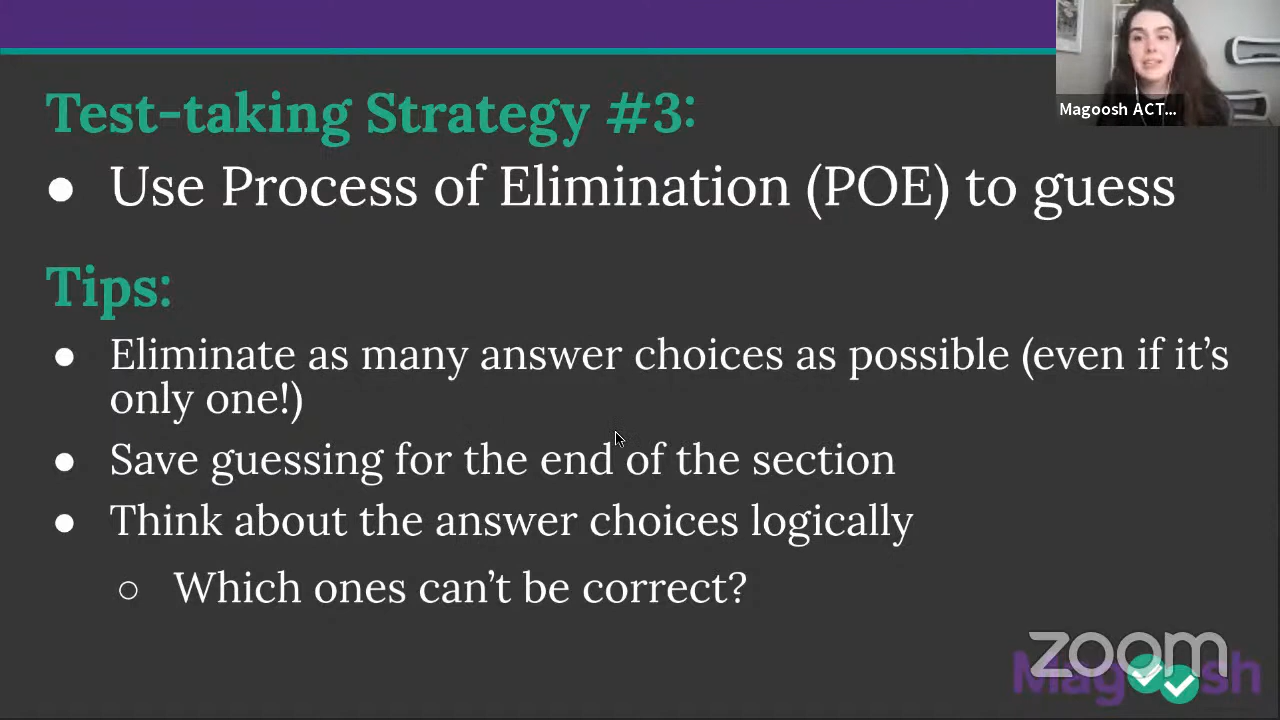 Test-taking Strategy #3:
● Use Process of Elimination (POE) to guess
Tips:
● Eliminate as many answer choices as possible (even if it's
only one!)
● Save guessing for the end of the section
● Think about the answer choices logically
○ Which ones can't be correct?
Magoosh ACT...
zoom
Magoosh